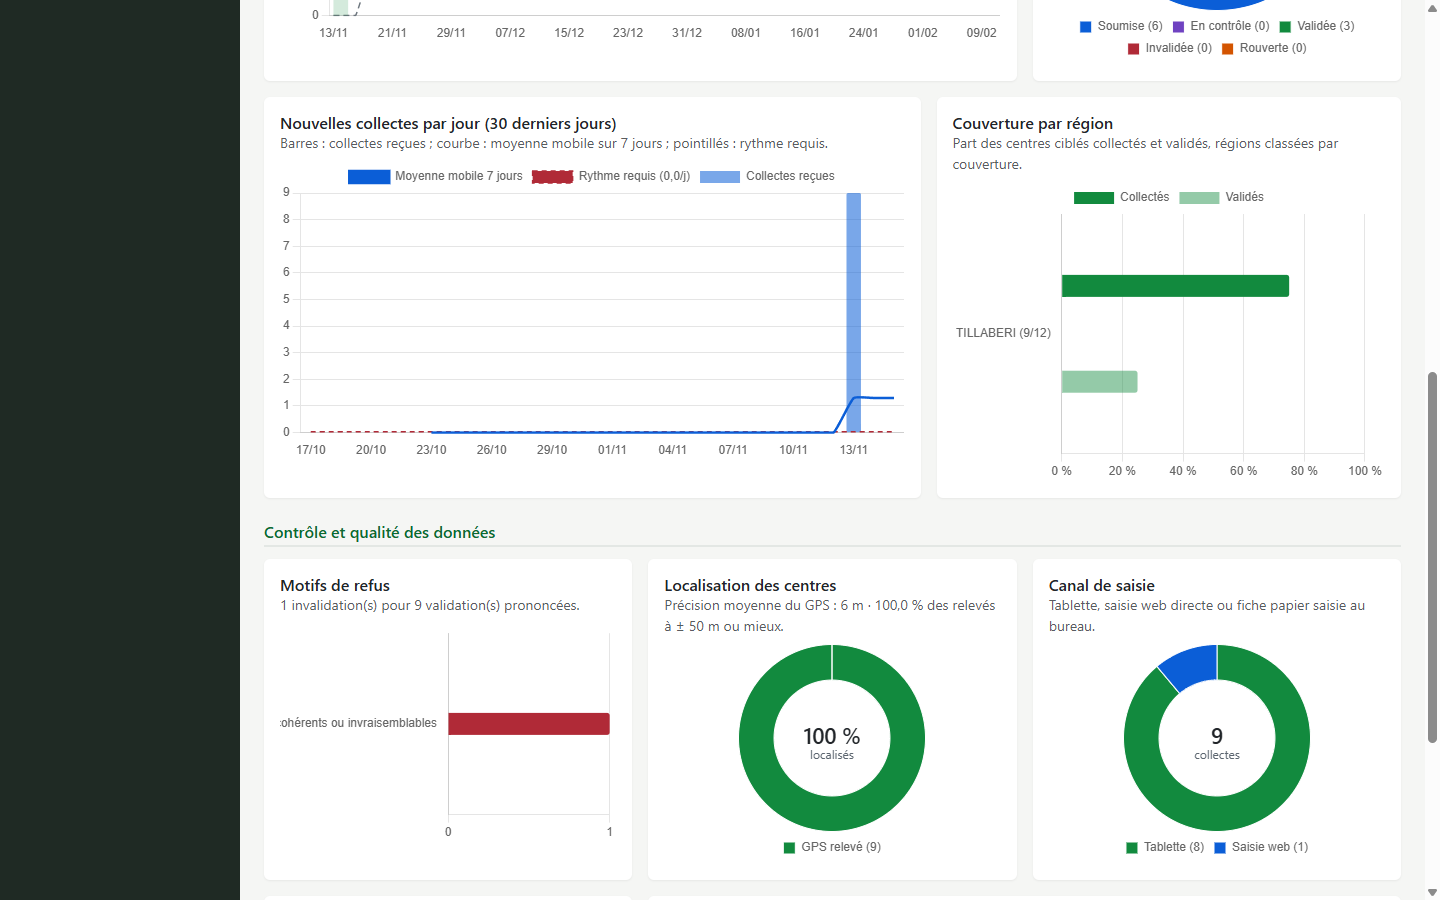 0
13/11 21/11 29/11 07/12 15/12 23/12 31/12 08/01 16/01 24/01 01/02 09/02
Soumise (6) En contrôle (0) Validée (3)
Invalidée (0) Rouverte (0)
Nouvelles collectes par jour (30 derniers jours)
Barres : collectes reçues ; courbe : moyenne mobile sur 7 jours ; pointillés : rythme requis.
Moyenne mobile 7 jours Rythme requis (0,0/j) Collectes reçues
9
8
7
6
5
4
3
2
1
0
17/10 20/10 23/10 26/10 29/10 01/11 04/11 07/11 10/11 13/11
Couverture par région
Part des centres ciblés collectés et validés, régions classées par
couverture.
Collectés Validés
TILLABERI (9/12)
0 % 20 % 40 % 60 % 80 % 100 %
Contrôle et qualité des données
Motifs de refus
1 invalidation(s) pour 9 validation(s) prononcées.
ohérents ou invraisemblables
0 1
Localisation des centres
Précision moyenne du GPS : 6 m · 100,0 % des relevés
à ± 50 m ou mieux.
100 %
localisés
GPS relevé (9)
Canal de saisie
Tablette, saisie web directe ou fiche papier saisie au
bureau.
9
collectes
Tablette (8) Saisie web (1)